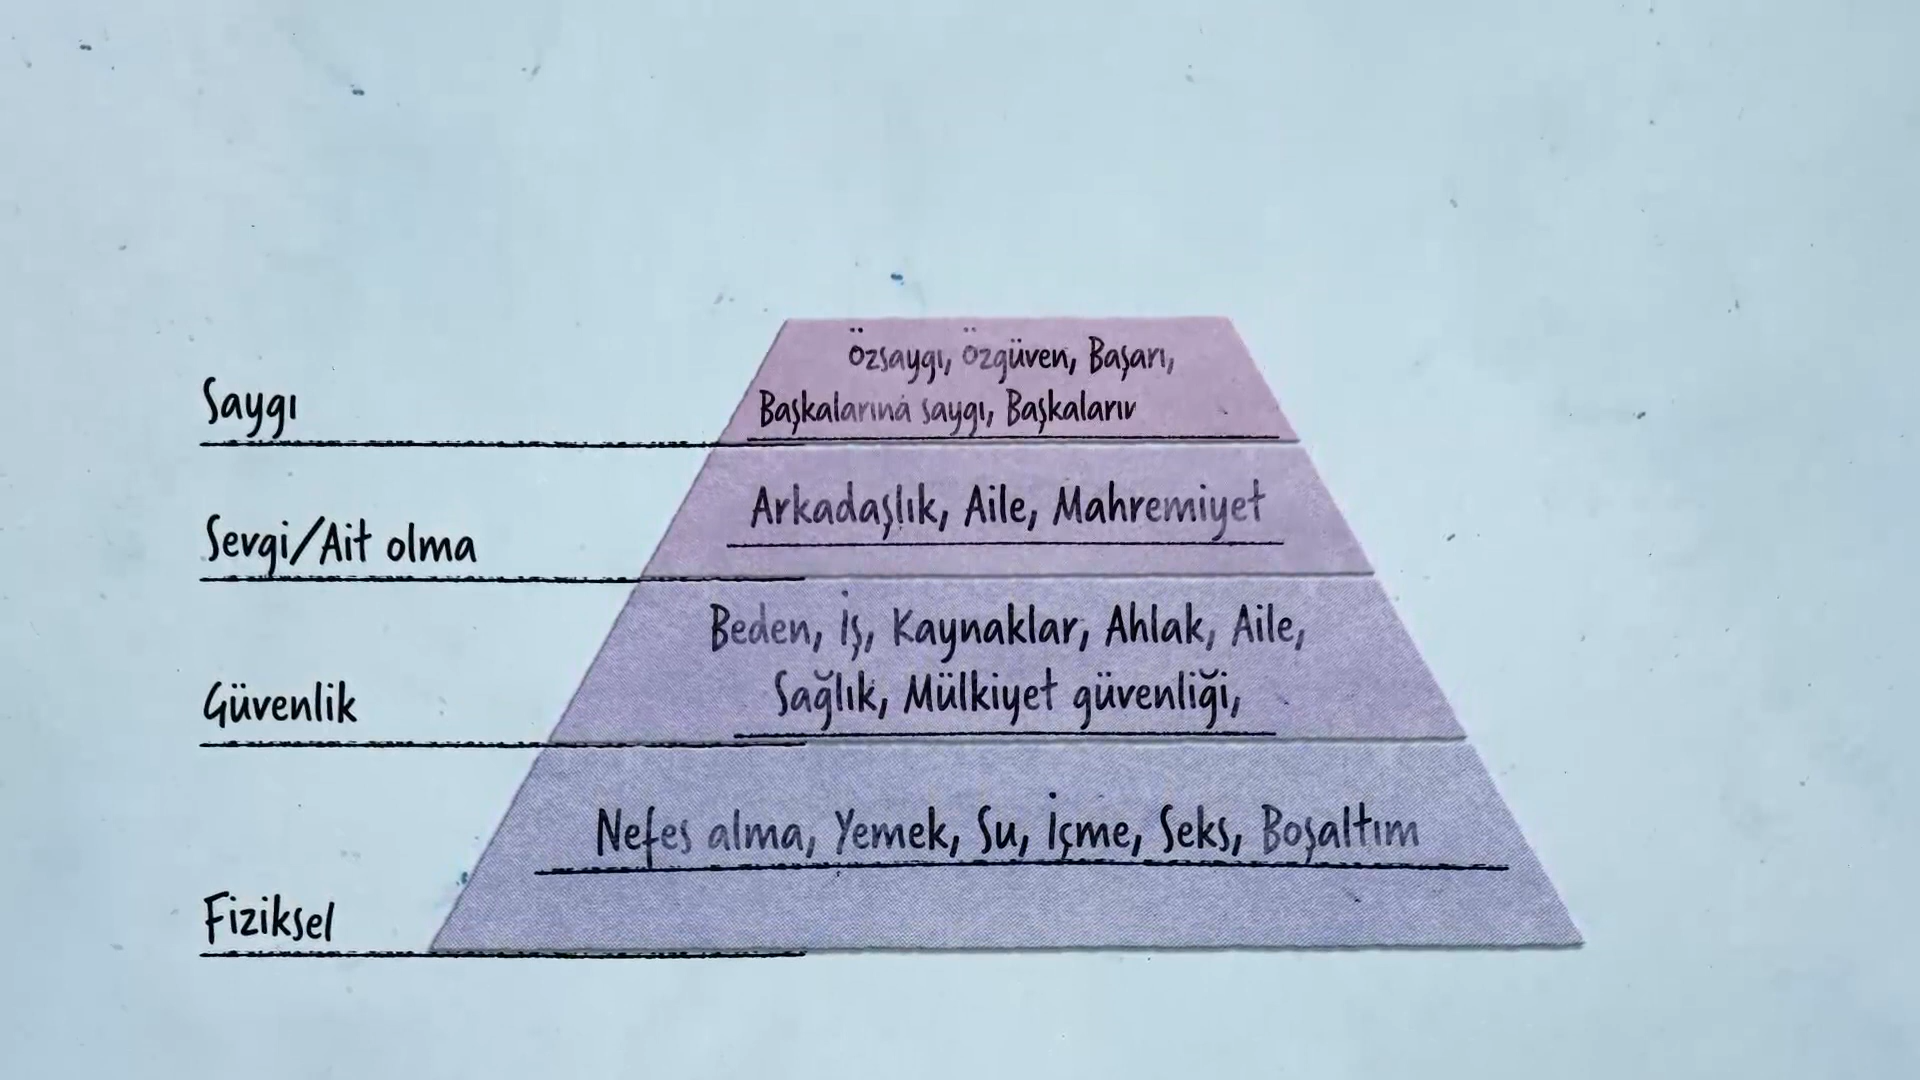 Saygı
Özsaygı, Özgüven, Başarı,
Başkalarına saygı,
Sevgi/Ait olma
Arkadaşlık, Aile, Mahremiyet
Güvenlik
Beden, İş, Kaynaklar, Ahlak, Aile,
Sağlık, Mülkiyet güvenliği,
Fiziksel
Nefes alma, Yemek, Su, İçme, Seks, Boşaltım